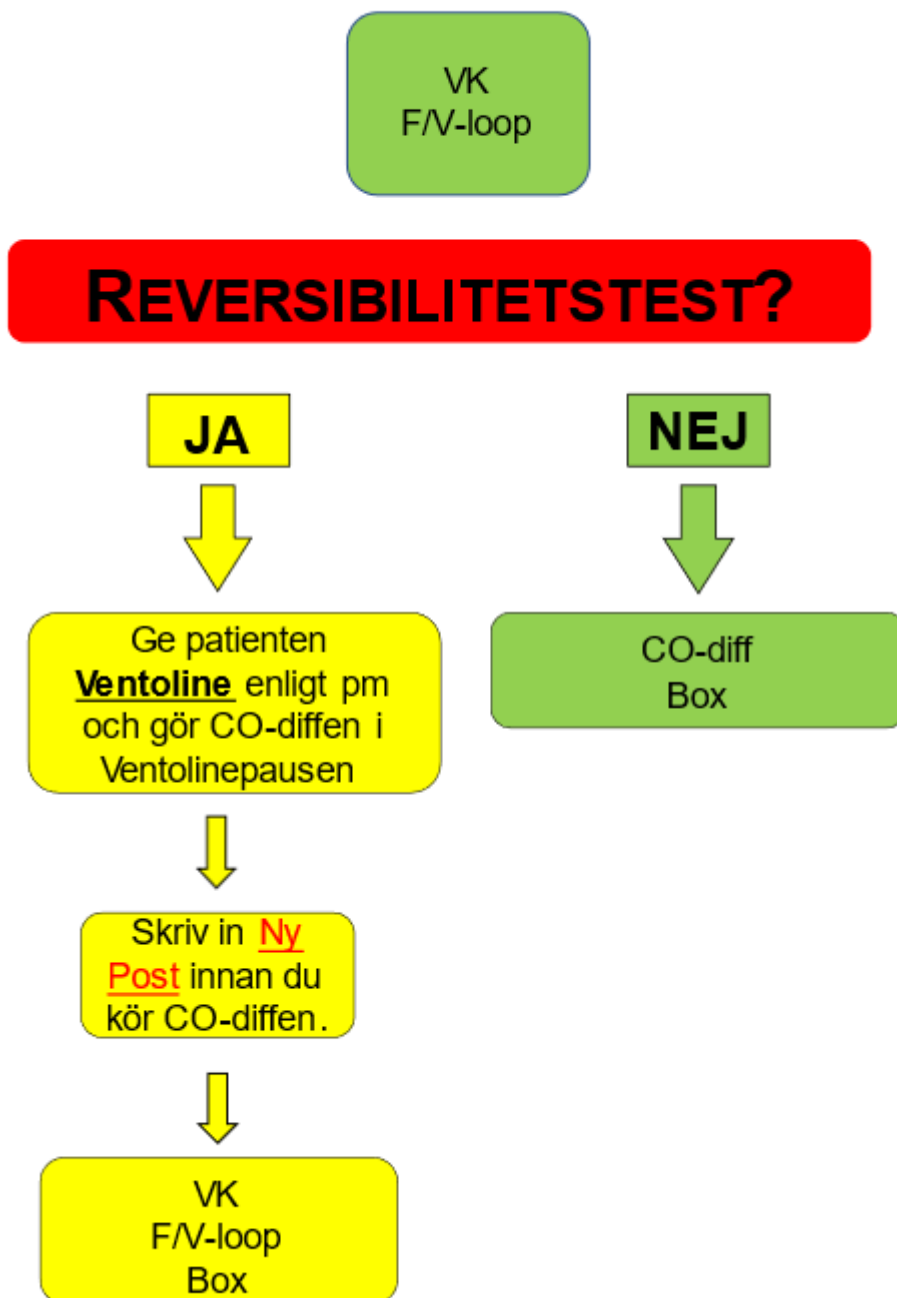 VK
F/V-loop
REVERSIBILITETSTEST?
JA
NEJ
Ge patienten
Ventoline enligt pm
och gör CO-diffen i
Ventolinepausen
CO-diff
Box
Skriv in Ny
Post innan du
kör CO-diffen.
VK
F/V-loop
Box